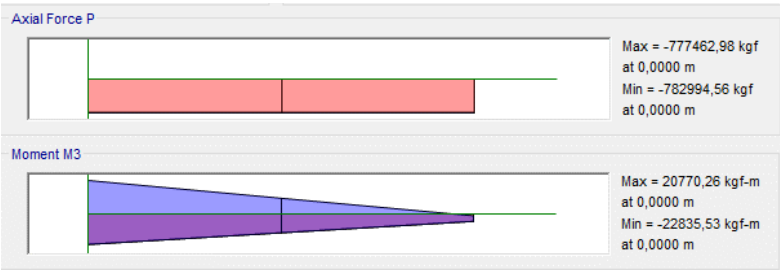 Axial Force P
Max = -777462,98 kgf
at 0,0000 m
Min = -782994,56 kgf
at 0,0000 m
Moment M3
Max = 20770,26 kgf-m
at 0,0000 m
Min = -22835,53 kgf-m
at 0,0000 m